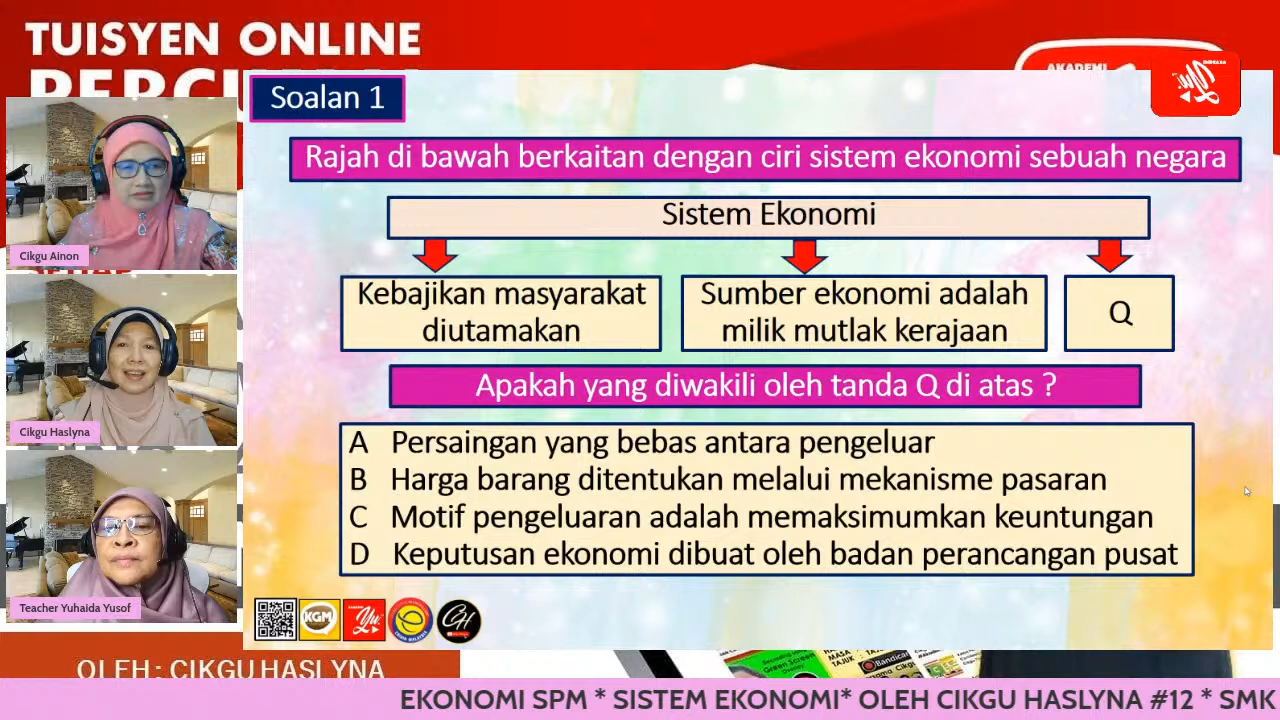 TUISYEN ONLINE
AKADEMI
Soalan 1
Rajah di bawah berkaitan dengan ciri sistem ekonomi sebuah negara
Sistem Ekonomi
Kebajikan masyarakat
diutamakan
Sumber ekonomi adalah
milik mutlak kerajaan
Q
Apakah yang diwakili oleh tanda Q di atas ?
A Persaingan yang bebas antara pengeluar
B Harga barang ditentukan melalui mekanisme pasaran
C Motif pengeluaran adalah memaksimumkan keuntungan
D Keputusan ekonomi dibuat oleh badan perancangan pusat
Cikgu Ainon
Cikgu Haslyna
Teacher Yuhaida Yusof
KGM
OLEH : CIKGU HASLYNA
EKONOMI SPM * SISTEM EKONOMI* OLEH CIKGU HASLYNA #12 * SMK